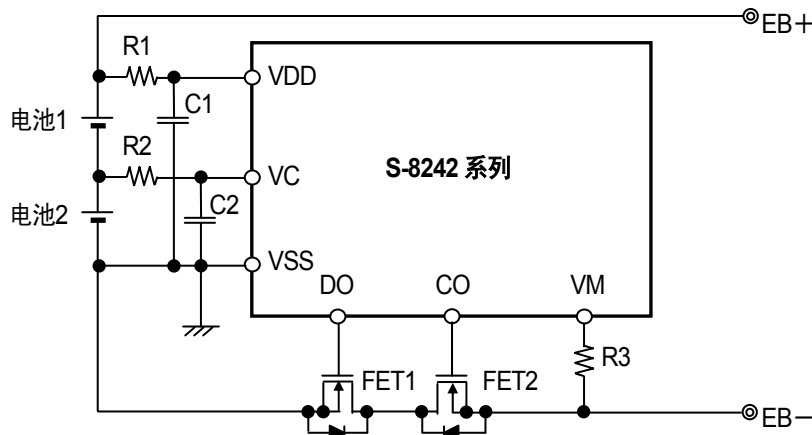 EB+
R1
VDD
C1
电池1
R2
S-8242 系列
VC
C2
电池2
VSS
DO
CO
VM
R3
FET1
FET2
EB−